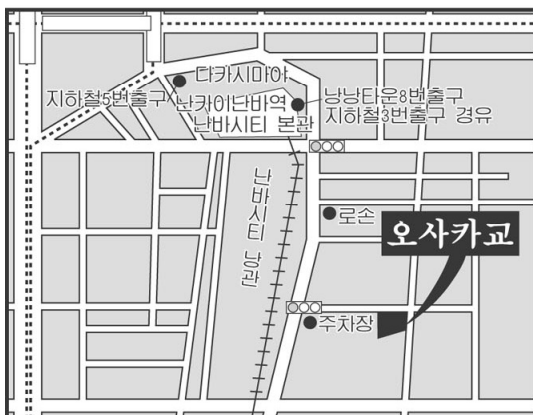 다카시마야
지하철5번출구
난카이난바역
난바시티 본관
난난타운8번출구
지하철3번출구 경유
난바시티 남관
로손
오사카교
주차장